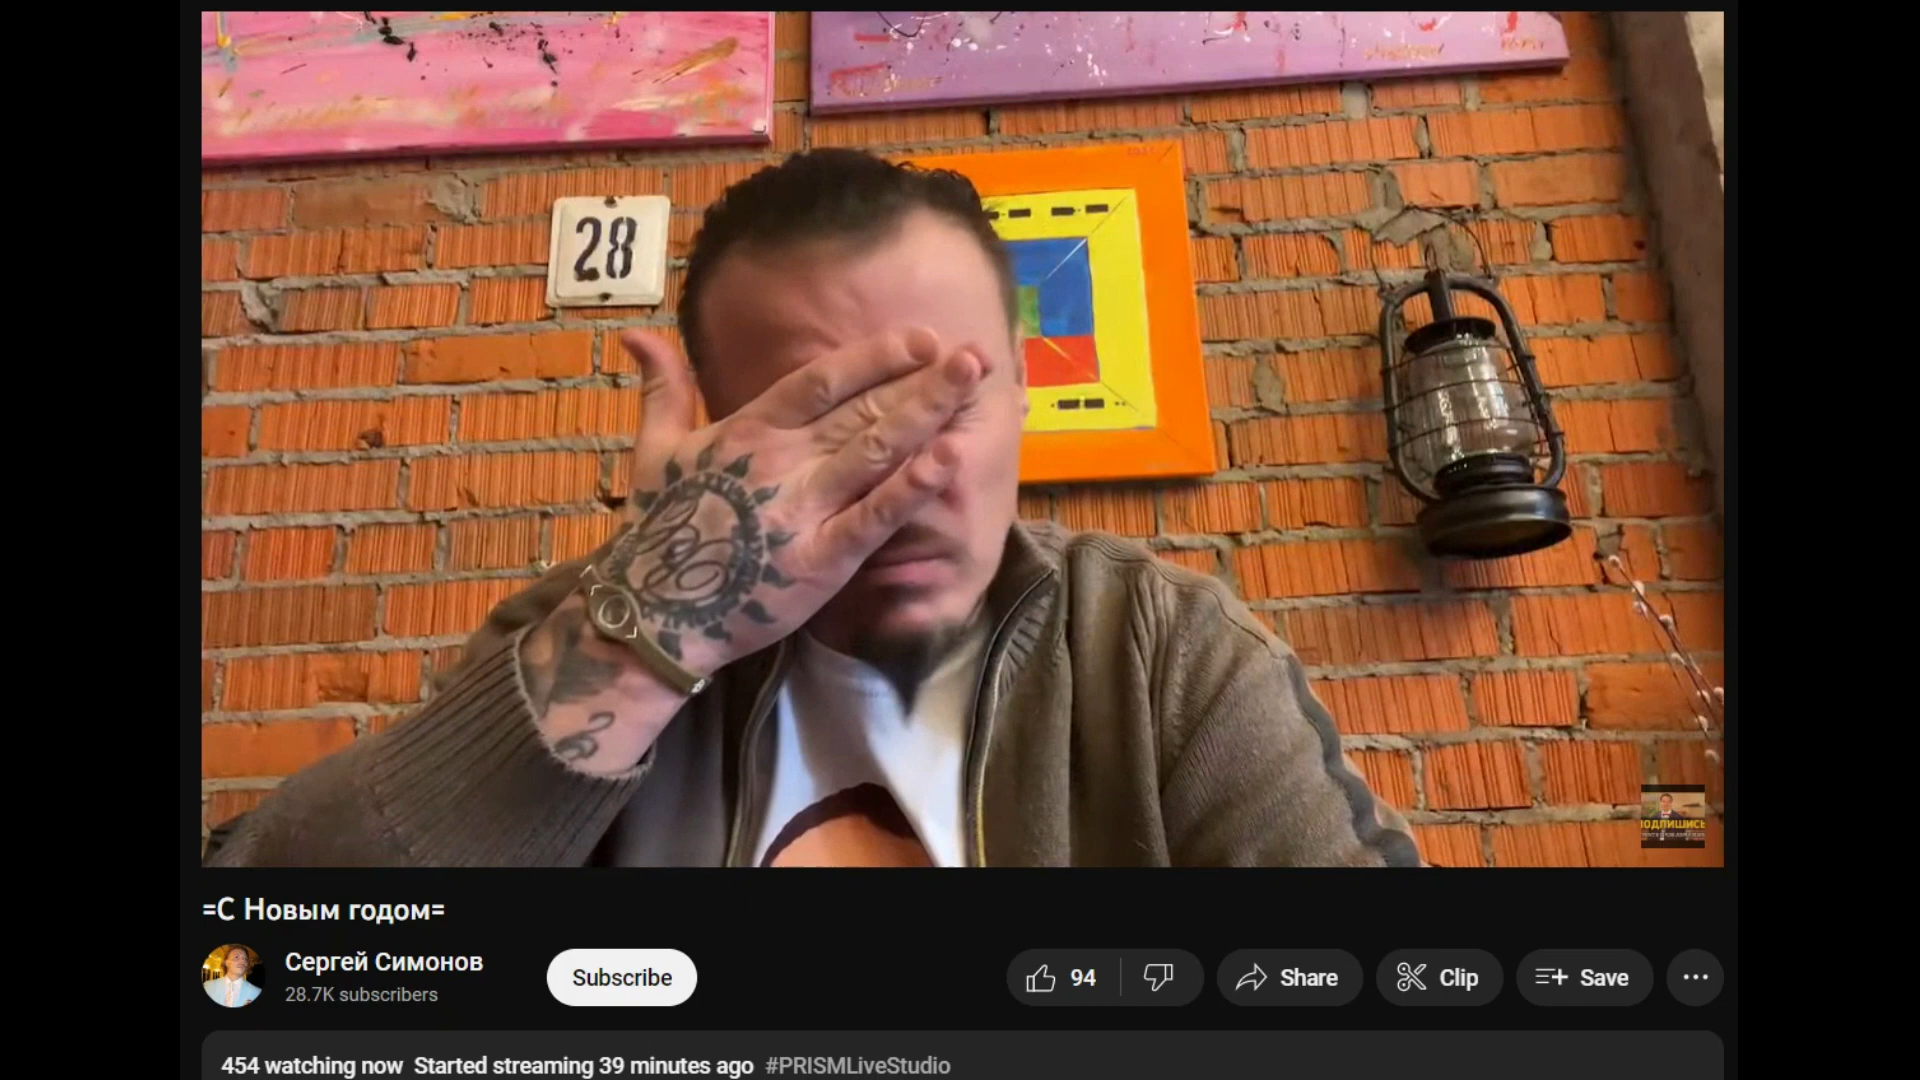 28
ПОДПИШИСЬ
=С Новым годом=
Сергей Симонов
28.7K subscribers
Subscribe
94
Share
Clip
Save
454 watching now Started streaming 39 minutes ago #PRISMLiveStudio